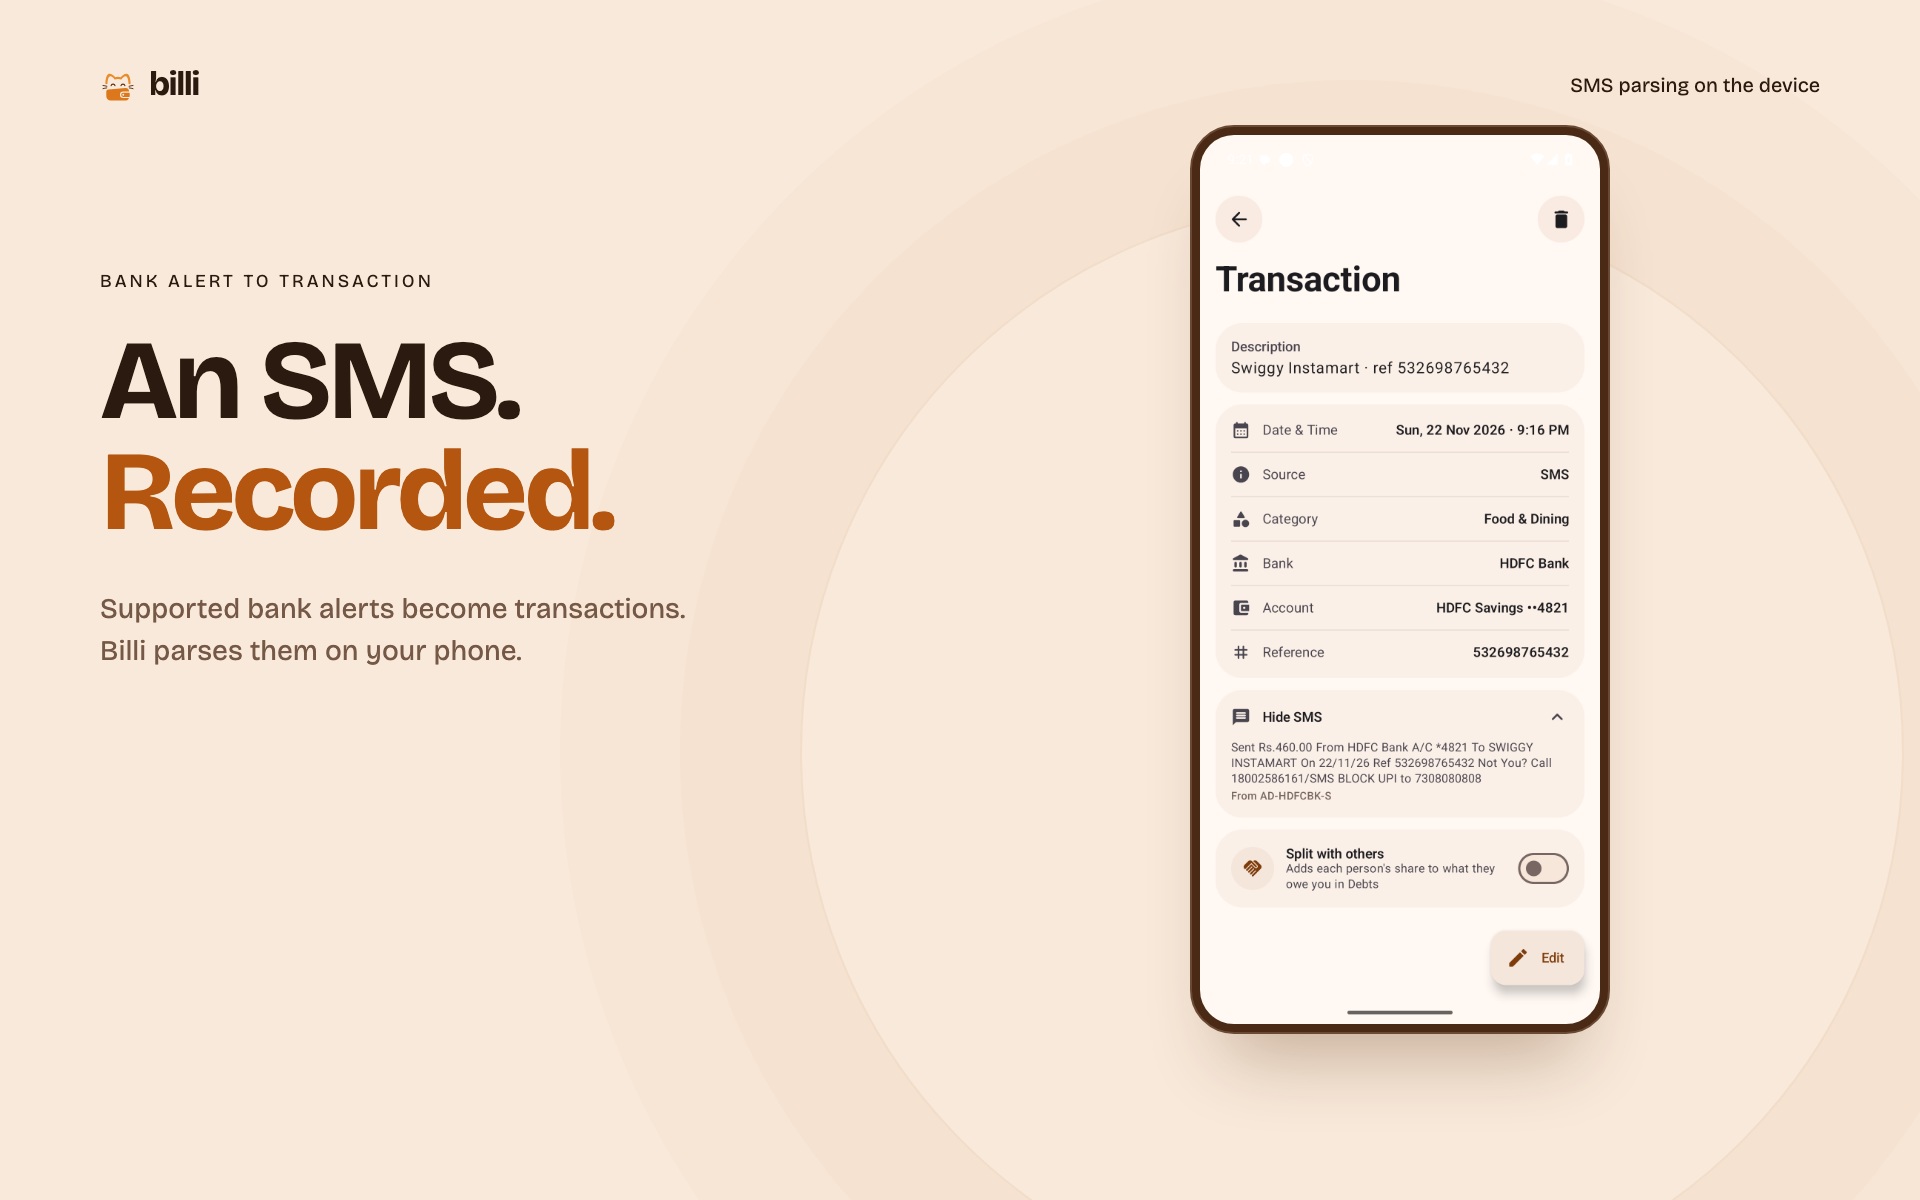 billi
SMS parsing on the device
BANK ALERT TO TRANSACTION
An SMS.
Recorded.
Supported bank alerts become transactions.
Billi parses them on your phone.
Transaction
Description
Swiggy Instamart · ref 532698765432
Date & Time Sun, 22 Nov 2026 · 9:16 PM
Source SMS
Category Food & Dining
Bank HDFC Bank
Account HDFC Savings ••4821
Reference 532698765432
Hide SMS
Sent Rs.460.00 From HDFC Bank A/C *4821 To SWIGGY
INSTAMART On 22/11/26 Ref 532698765432 Not You? Call
18002586161/SMS BLOCK UPI to 7308080808
From AD-HDFCBK-S
Split with others
Adds each person's share to what they
owe you in Debts
Edit